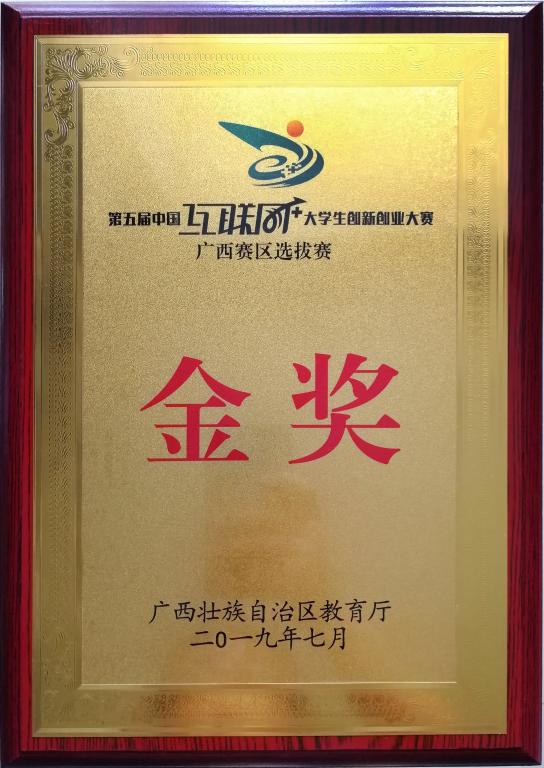 第五届中国互联网+大学生创新创业大赛
广西赛区选拔赛
金奖
广西壮族自治区教育厅
二0一九年七月